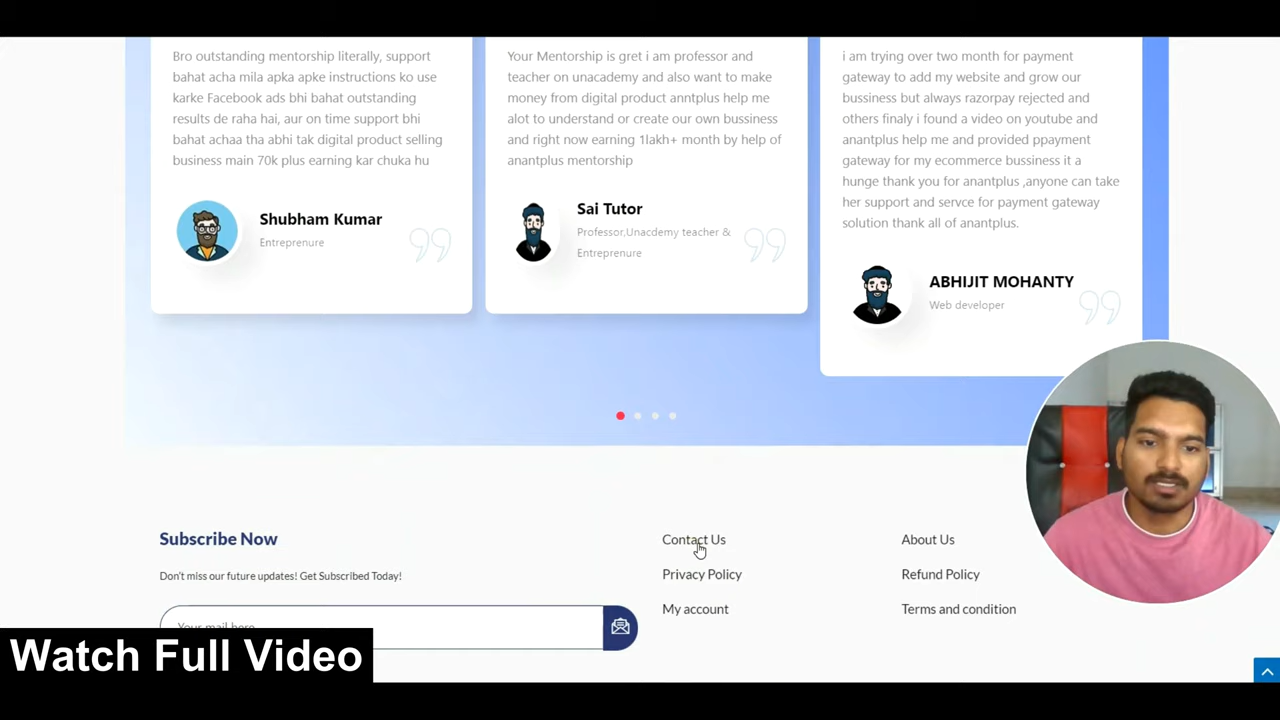 Bro outstanding mentorship literally, support
bahat acha mila apka apke instructions ko use
karke Facebook ads bhi bahat outstanding
results de raha hai, aur on time support bhi
bahat achaa tha abhi tak digital product selling
business main 70k plus earning kar chuka hu
Shubham Kumar
Entreprenure
Your Mentorship is gret i am professor and
teacher on unacademy and also want to make
money from digital product anntplus help me
alot to understand or create our own bussiness
and right now earning 1lakh+ month by help of
anantplus mentorship
Sai Tutor
Professor,Unacdemy teacher &
Entreprenure
i am trying over two month for payment
gateway to add my website and grow our
bussiness but always razorpay rejected and
others finaly i found a video on youtube and
anantplus help me and provided ppayment
gateway for my ecommerce bussiness it a
hunge thank you for anantplus ,anyone can take
her support and servce for payment gateway
solution thank all of anantplus.
ABHIJIT MOHANTY
Web developer
Subscribe Now
Don't miss our future updates! Get Subscribed Today!
Your mail here
Contact Us
Privacy Policy
My account
About Us
Refund Policy
Terms and condition
Watch Full Video